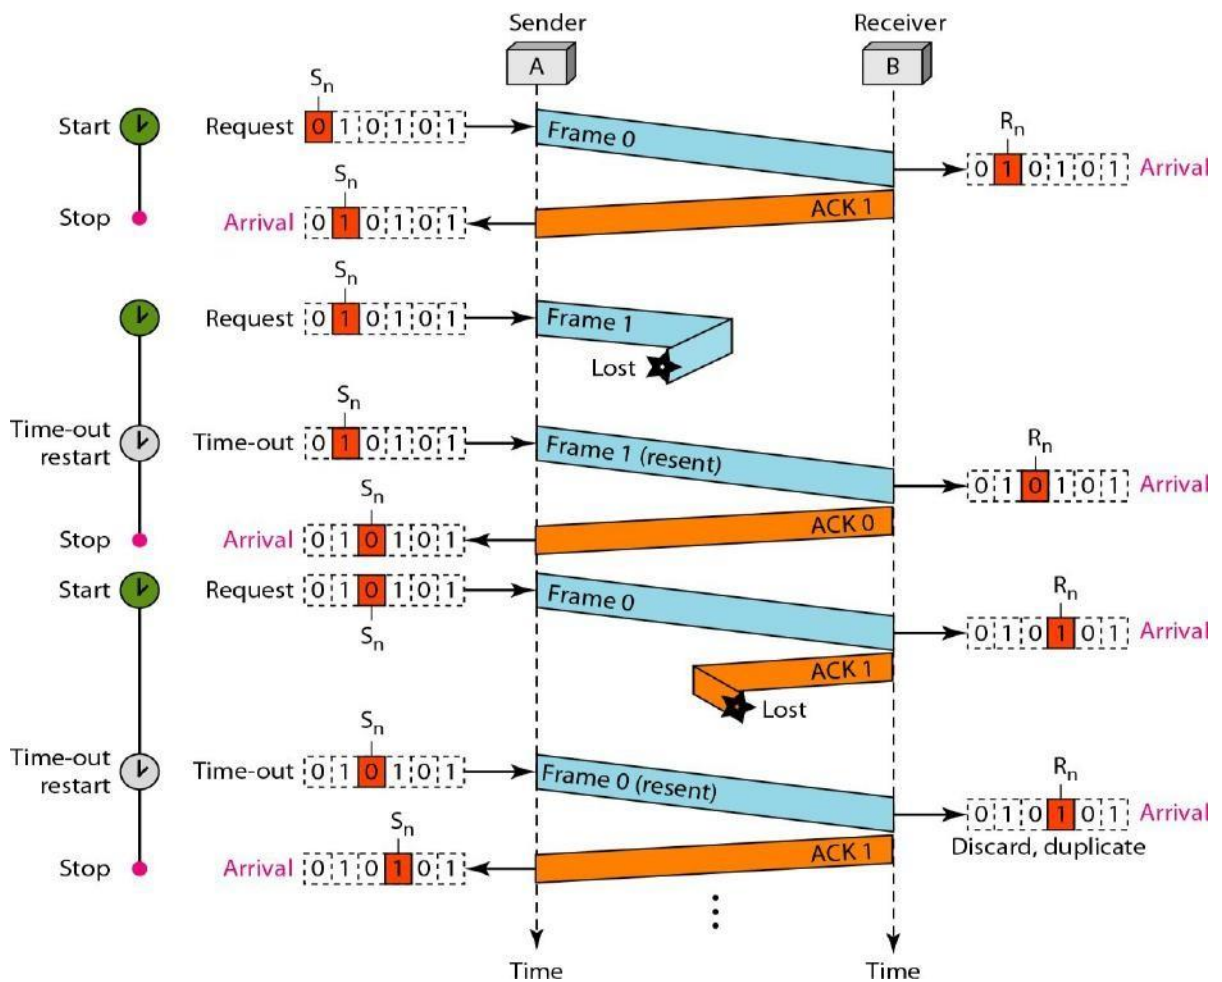 Sender
Receiver
A
B
Sn
Start
Request
0 1 0 1 0 1
Frame 0
Rn
0 1 0 1 0 1
Arrival
Sn
Stop
Arrival
0 1 0 1 0 1
ACK 1
Sn
Request
0 1 0 1 0 1
Frame 1
Lost
Sn
Time-out
restart
Time-out
0 1 0 1 0 1
Frame 1 (resent)
Rn
0 1 0 1 0 1
Arrival
Sn
Stop
Arrival
0 1 0 1 0 1
ACK 0
Start
Request
0 1 0 1 0 1
Sn
Frame 0
Rn
0 1 0 1 0 1
Arrival
ACK 1
Lost
Sn
Time-out
restart
Time-out
0 1 0 1 0 1
Frame 0 (resent)
Rn
0 1 0 1 0 1
Arrival
Discard, duplicate
Sn
Stop
Arrival
0 1 0 1 0 1
ACK 1
Time
Time